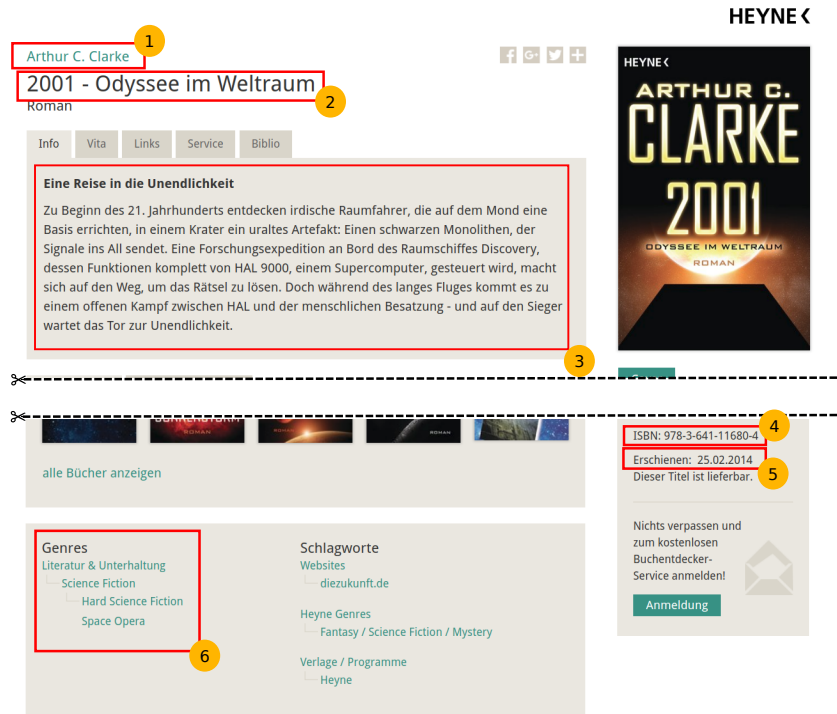 HEYNE
1
Arthur C. Clarke
2001 - Odyssee im Weltraum
2
Roman
Info
Vita
Links
Service
Biblio
Eine Reise in die Unendlichkeit
Zu Beginn des 21. Jahrhunderts entdecken irdische Raumfahrer, die auf dem Mond eine
Basis errichten, in einem Krater ein uraltes Artefakt: Einen schwarzen Monolithen, der
Signale ins All sendet. Eine Forschungsexpedition an Bord des Raumschiffes Discovery,
dessen Funktionen komplett von HAL 9000, einem Supercomputer, gesteuert wird, macht
sich auf den Weg, um das Rätsel zu lösen. Doch während des langes Fluges kommt es zu
einem offenen Kampf zwischen HAL und der menschlichen Besatzung - und auf den Sieger
wartet das Tor zur Unendlichkeit.
3
HEYNE
ARTHUR C.
CLARKE
2001
ODYSSEE IM WELTRAUM
ROMAN
ROMAN
ROMAN
ROMAN
alle Bücher anzeigen
4
ISBN: 978-3-641-11680-4
Erschienen: 25.02.2014
5
Dieser Titel ist lieferbar.
Nichts verpassen und
zum kostenlosen
Buchentdecker-
Service anmelden!
Anmeldung
Genres
Literatur & Unterhaltung
Science Fiction
Hard Science Fiction
Space Opera
6
Schlagworte
Websites
diezukunft.de
Heyne Genres
Fantasy / Science Fiction / Mystery
Verlage / Programme
Heyne